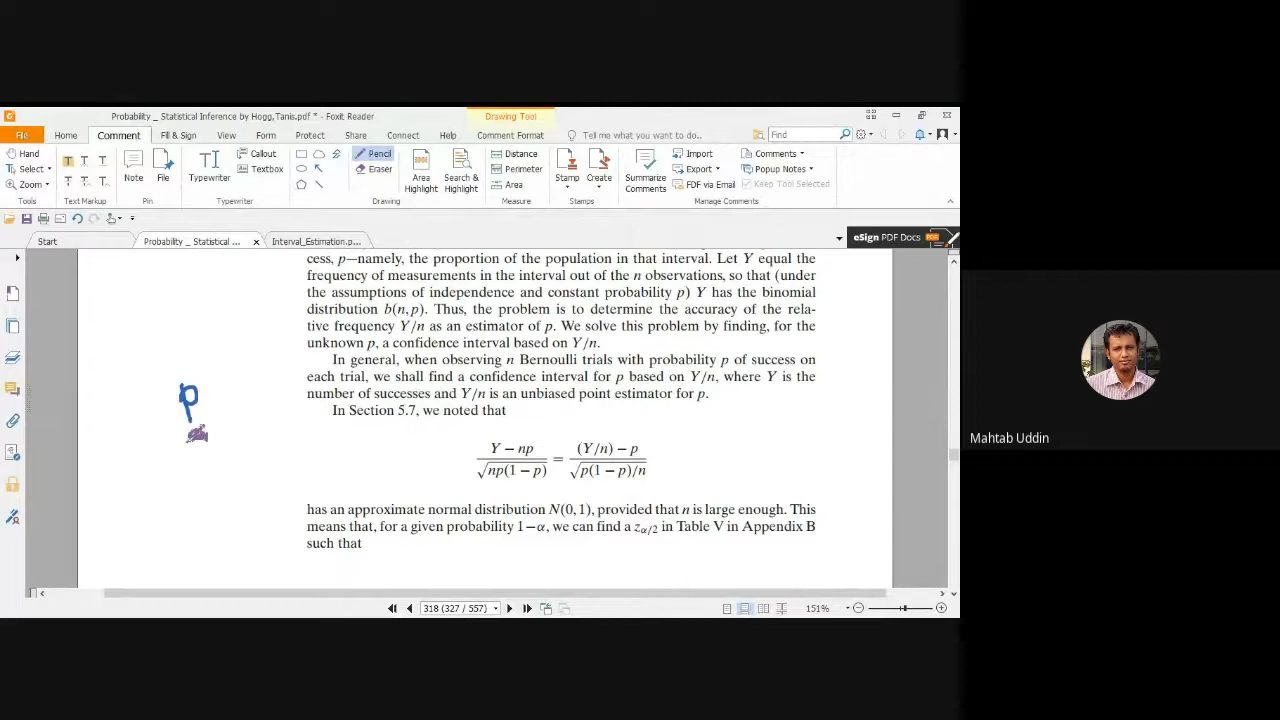 Probability _ Statistical Inference by Hogg,Tanis.pdf * - Foxit Reader
Drawing Tool
File Home Comment Fill & Sign View Form Protect Share Connect Help Comment Format Tell me what you want to do.. Find
Hand
Select
Zoom
Tools
T T T
T T T
Text Markup
Note
File
Pin
Typewriter
Callout
Textbox
Typewriter
Pencil
Eraser
Area Highlight
Search & Highlight
Drawing
Distance
Perimeter
Area
Measure
Stamp
Create
Stamps
Summarize Comments
Import
Export
FDF via Email
Comments
Popup Notes
Keep Tool Selected
Manage Comments
Start
Probability _ Statistical ...
Interval_Estimation.p...
eSign PDF Docs
cess, p—namely, the proportion of the population in that interval. Let Y equal the
frequency of measurements in the interval out of the n observations, so that (under
the assumptions of independence and constant probability p) Y has the binomial
distribution b(n, p). Thus, the problem is to determine the accuracy of the rela-
tive frequency Y/n as an estimator of p. We solve this problem by finding, for the
unknown p, a confidence interval based on Y/n.
In general, when observing n Bernoulli trials with probability p of success on
each trial, we shall find a confidence interval for p based on Y/n, where Y is the
number of successes and Y/n is an unbiased point estimator for p.
In Section 5.7, we noted that
p
Y − np / √np(1 − p) = (Y/n) − p / √p(1 − p)/n
has an approximate normal distribution N(0, 1), provided that n is large enough. This
means that, for a given probability 1−α, we can find a zα/2 in Table V in Appendix B
such that
318 (327 / 557)
151%
Mahtab Uddin